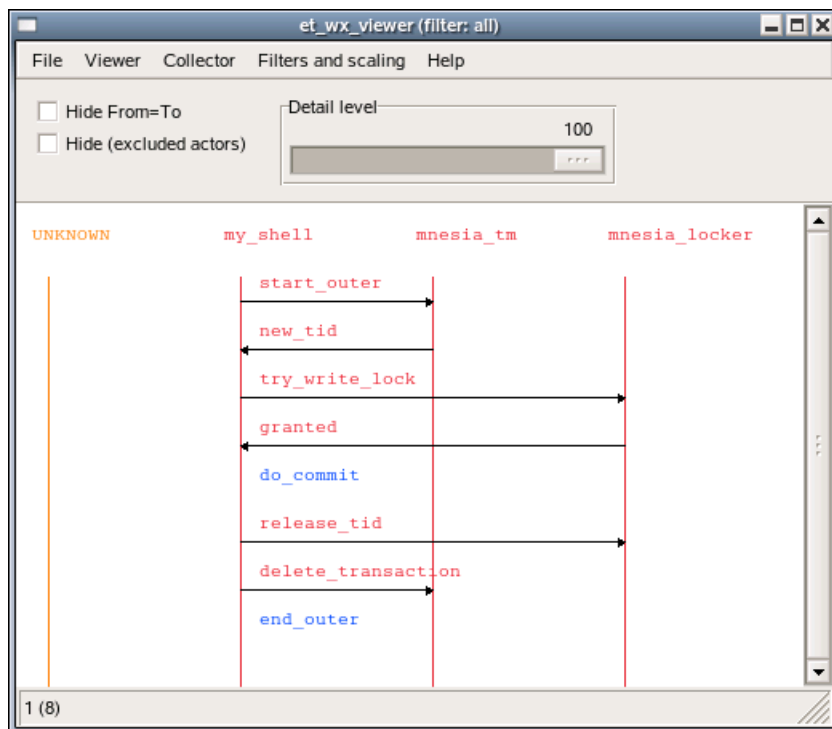 et_wx_viewer (filter: all)
File Viewer Collector Filters and scaling Help
Hide From=To
Hide (excluded actors)
Detail level
100
UNKNOWN my_shell mnesia_tm mnesia_locker
start_outer
new_tid
try_write_lock
granted
do_commit
release_tid
delete_transaction
end_outer
1 (8)